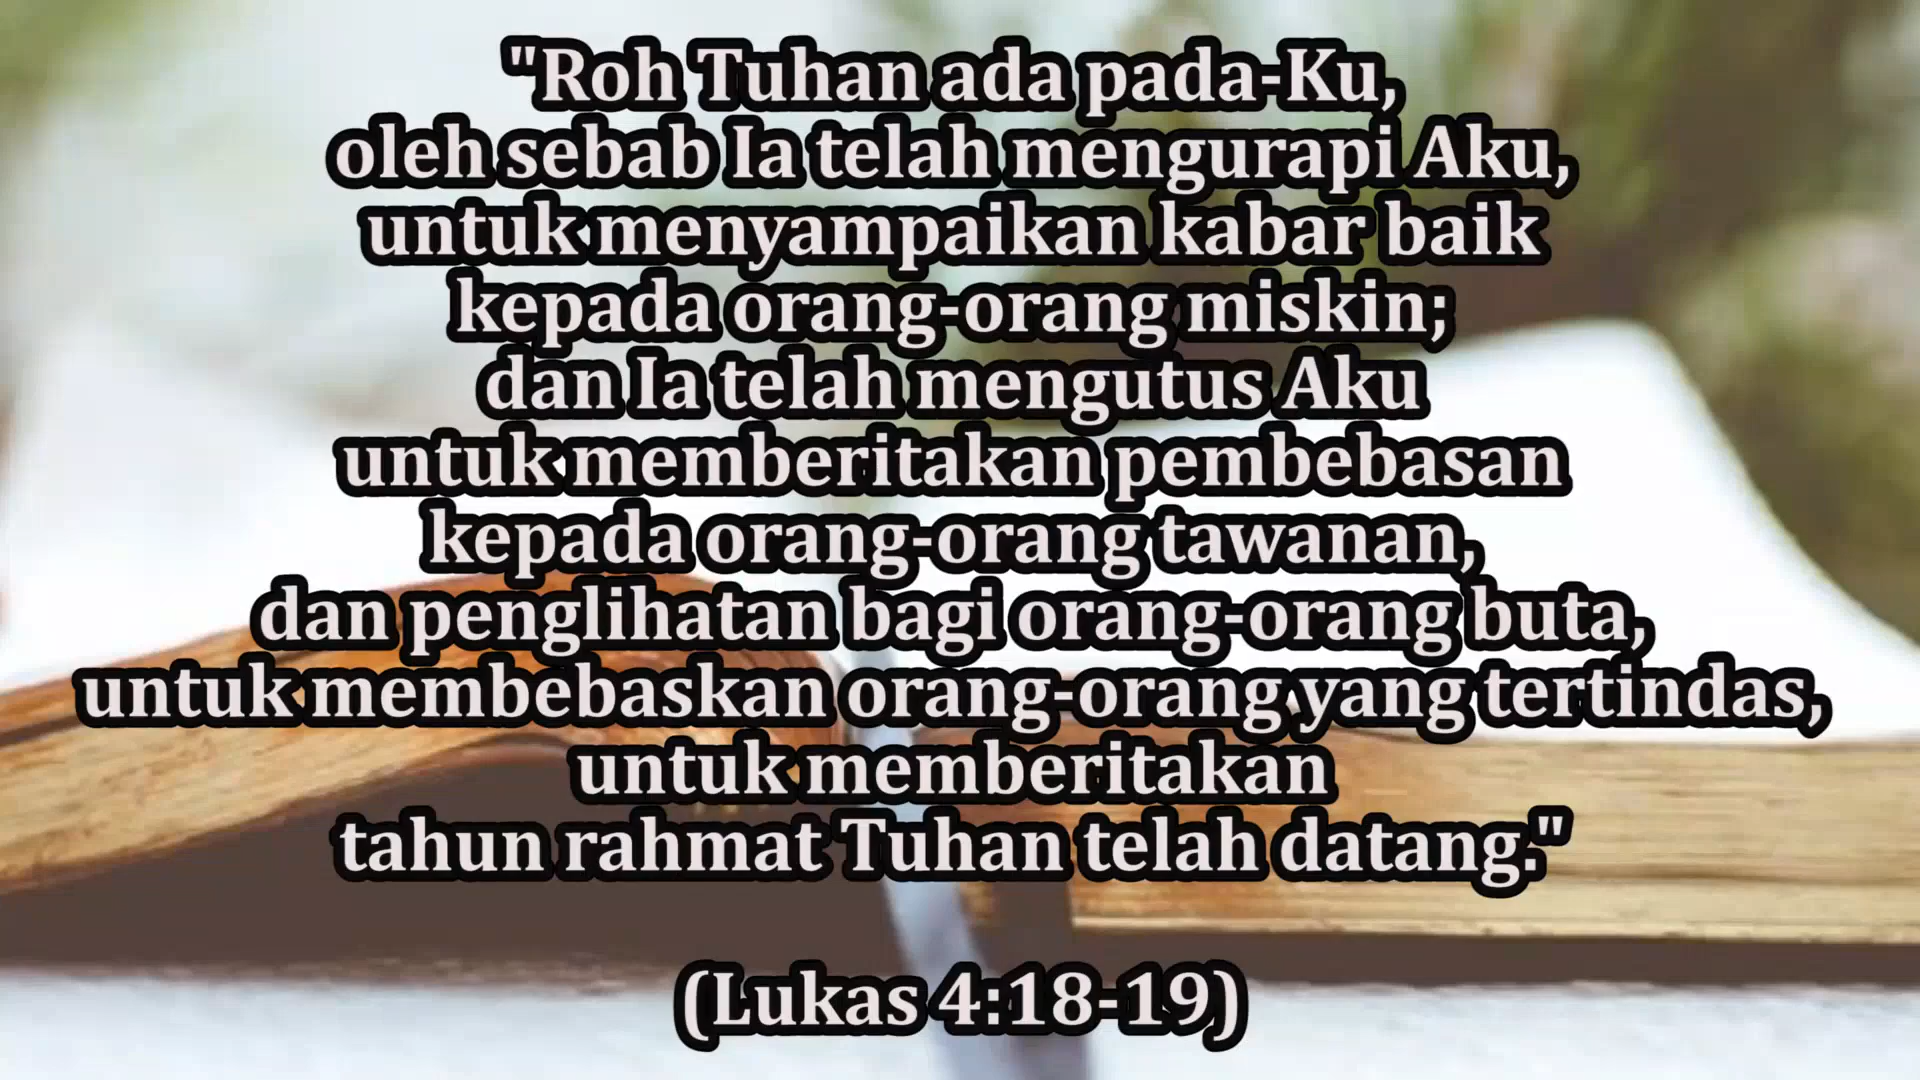 "Roh Tuhan ada pada-Ku,
oleh sebab Ia telah mengurapi Aku,
untuk menyampaikan kabar baik
kepada orang-orang miskin;
dan Ia telah mengutus Aku
untuk memberitakan pembebasan
kepada orang-orang tawanan,
dan penglihatan bagi orang-orang buta,
untuk membebaskan orang-orang yang tertindas,
untuk memberitakan
tahun rahmat Tuhan telah datang."
(Lukas 4:18-19)